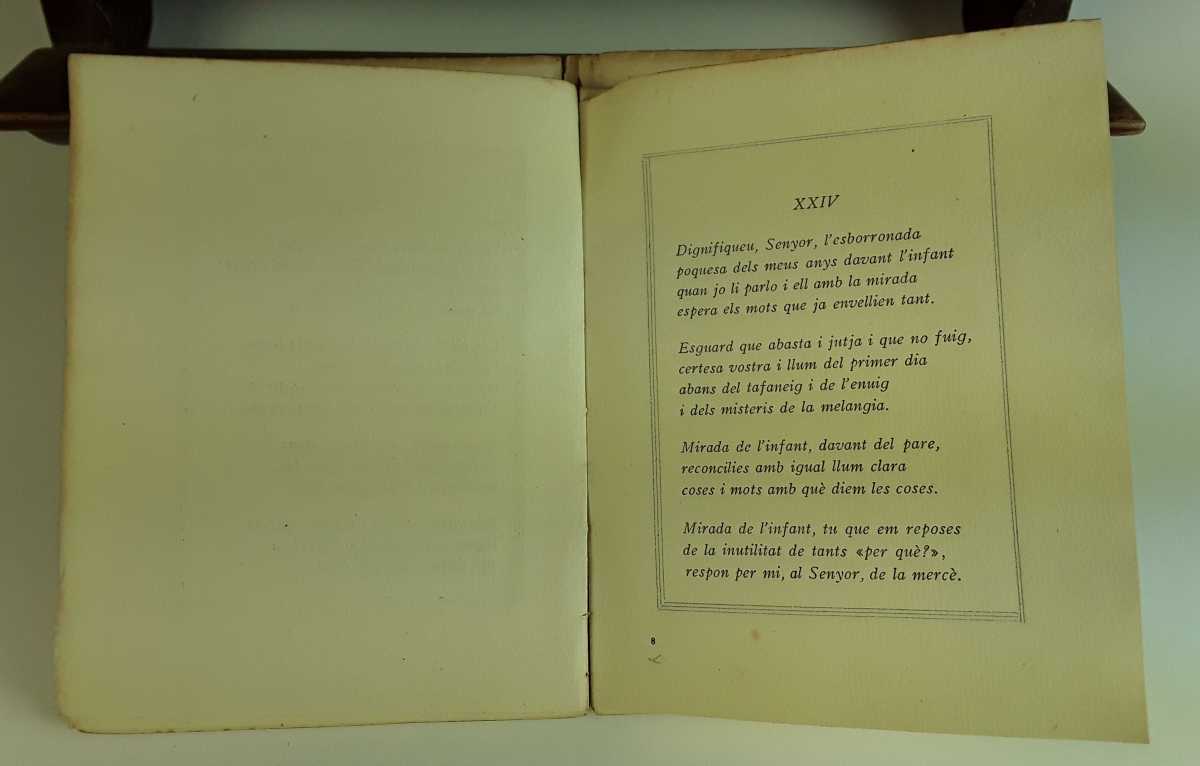 XXIV
Dignifiqueu, Senyor, l'esborronada
poquesa dels meus anys davant l'infant
quan jo li parlo i ell amb la mirada
espera els mots que ja envellien tant.
Esguard que abasta i jutja i que no fuig,
certesa vostra i llum del primer dia
abans del tafaneig i de l'enuig
i dels misteris de la melangia.
Mirada de l'infant, davant del pare,
reconcilies amb igual llum clara
coses i mots amb què diem les coses.
Mirada de l'infant, tu que em reposes
de la inutilitat de tants «per què?»,
respon per mi, al Senyor, de la mercè.
8